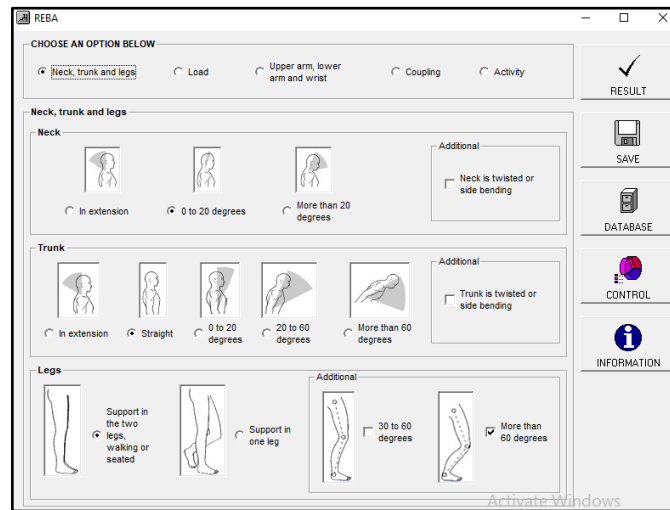 REBA
CHOOSE AN OPTION BELOW
Neck, trunk and legs
Load
Upper arm, lower
arm and wrist
Coupling
Activity
RESULT
SAVE
DATABASE
CONTROL
INFORMATION
Neck, trunk and legs
Neck
In extension
0 to 20 degrees
More than 20
degrees
Additional
Neck is twisted or
side bending
Trunk
In extension
Straight
0 to 20
degrees
20 to 60
degrees
More than 60
degrees
Additional
Trunk is twisted or
side bending
Legs
Support in
the two
legs,
walking or
seated
Support in
one leg
Additional
30 to 60
degrees
More than
60 degrees
Activate Windows